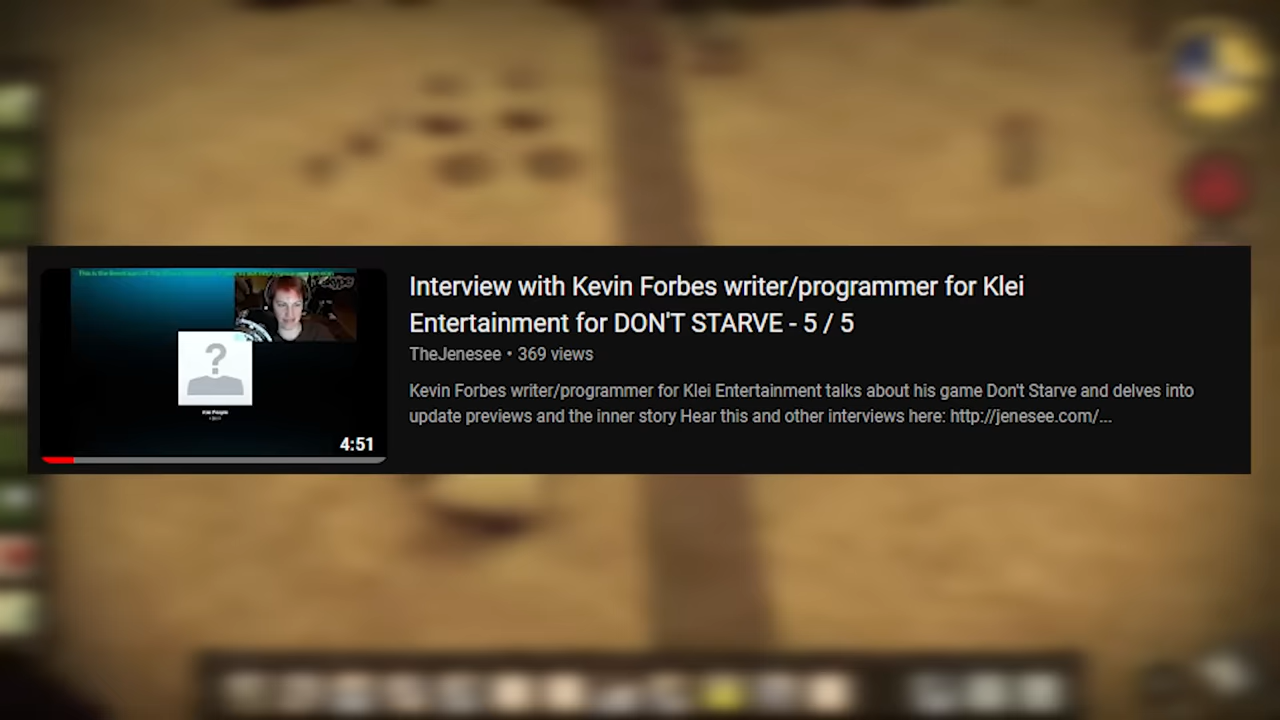 Interview with Kevin Forbes writer/programmer for Klei
Entertainment for DON'T STARVE - 5 / 5
TheJenesee • 369 views
Kevin Forbes writer/programmer for Klei Entertainment talks about his game Don't Starve and delves into
update previews and the inner story Hear this and other interviews here: http://jenesee.com/...
4:51